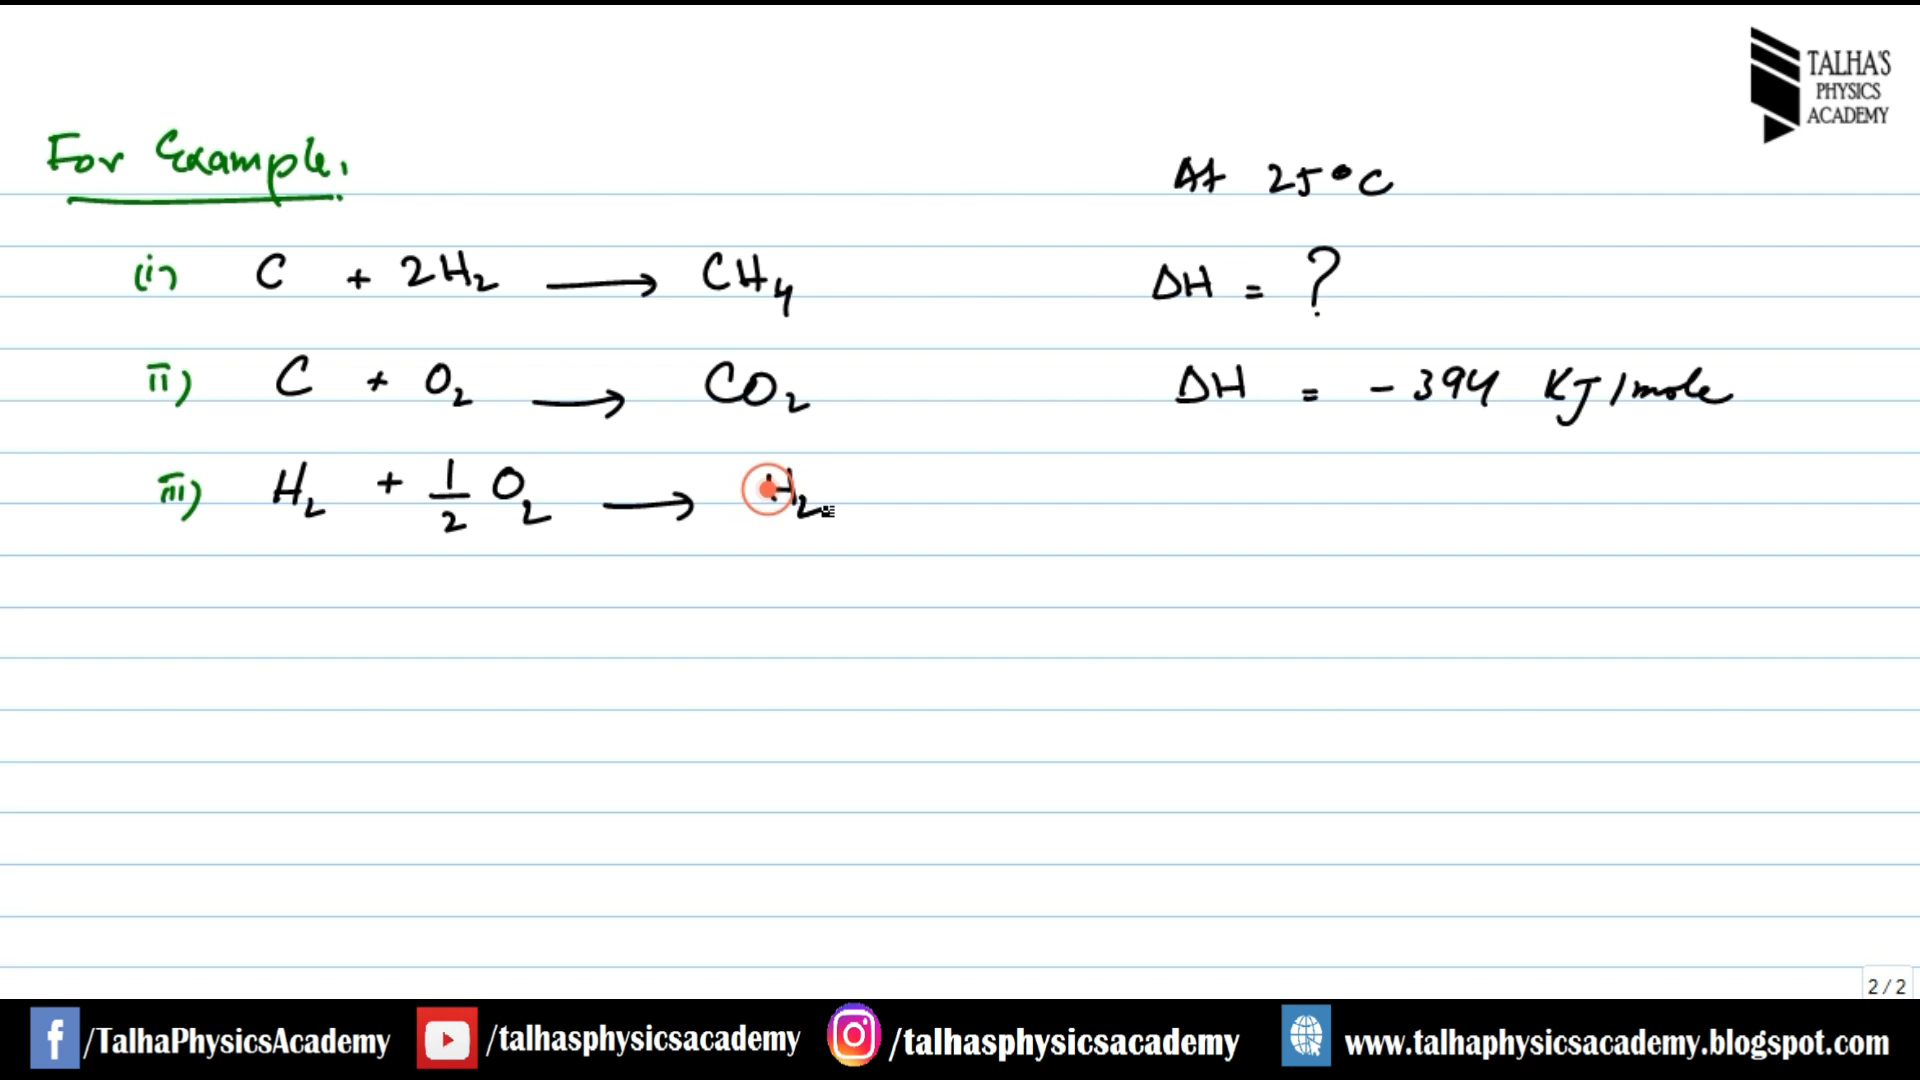 TALHA'S
PHYSICS
ACADEMY
For Example,
At 25°C
(i) C + 2H₂ ⟶ CH₄ ΔH = ?
ii) C + O₂ ⟶ CO₂ ΔH = -394 KJ/mole
iii) H₂ + 1/2 O₂ ⟶ H₂
2/2
/TalhaPhysicsAcademy /talhasphysicsacademy /talhasphysicsacademy www.talhaphysicsacademy.blogspot.com